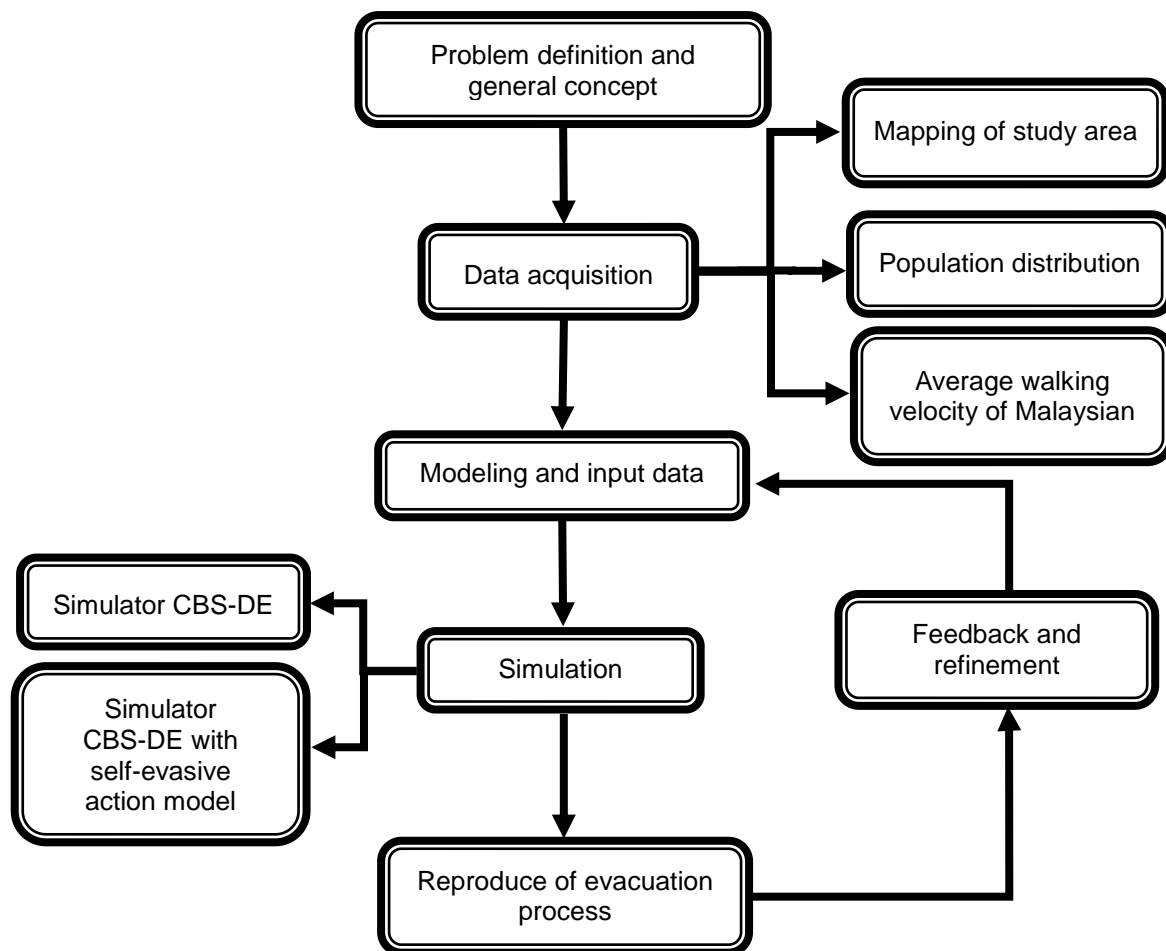 Problem definition and
general concept
Mapping of study area
Population distribution
Data acquisition
Average walking
velocity of Malaysian
Modeling and input data
Simulator CBS-DE
Simulation
Feedback and
refinement
Simulator
CBS-DE with
self-evasive
action model
Reproduce of evacuation
process